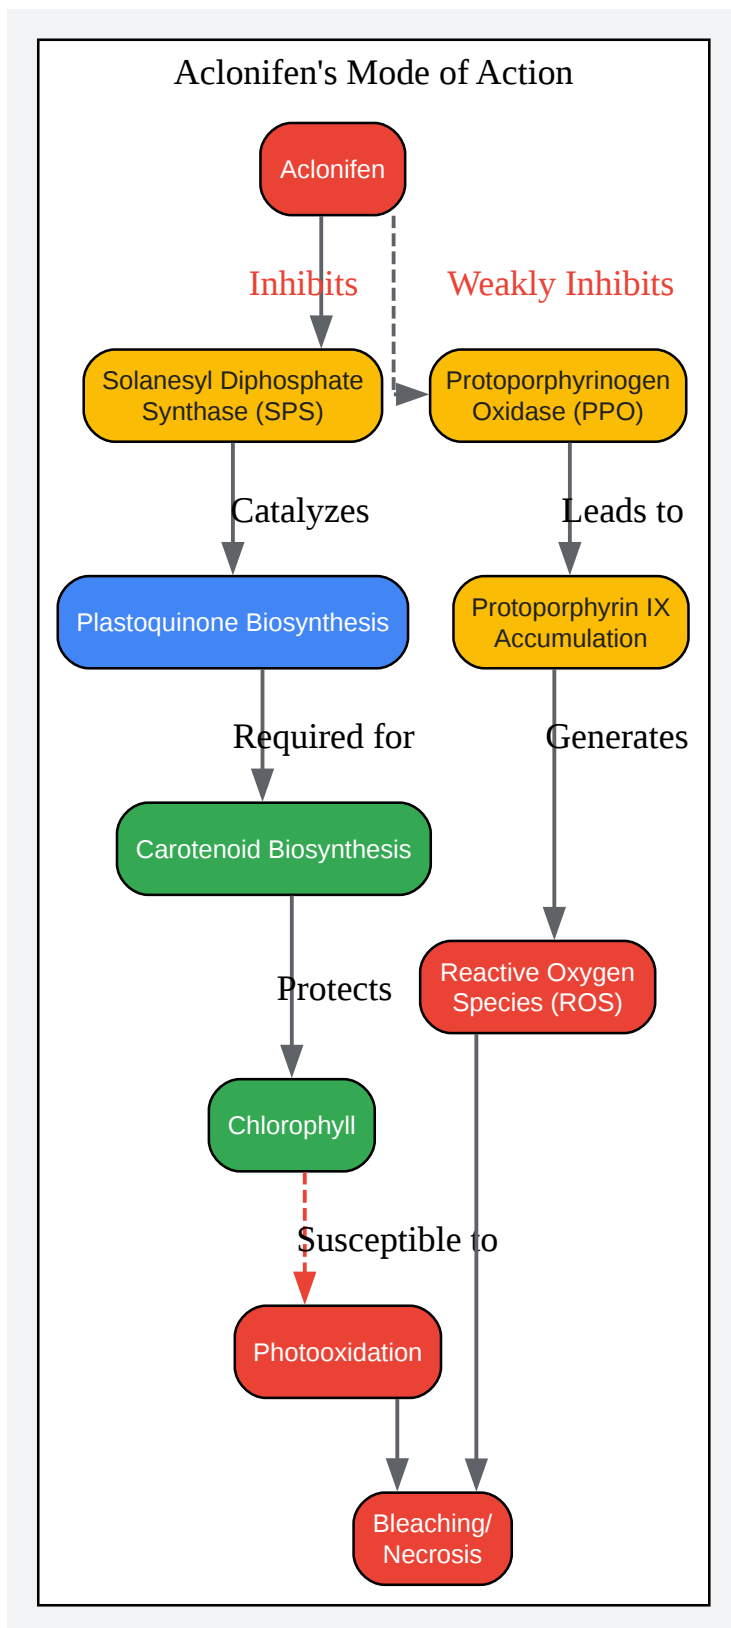 Aclonifen's Mode of Action
Aclonifen
Inhibits
Weakly Inhibits
Solanesyl Diphosphate
Synthase (SPS)
Protoporphyrinogen
Oxidase (PPO)
Catalyzes
Leads to
Plastoquinone Biosynthesis
Protoporphyrin IX
Accumulation
Required for
Generates
Carotenoid Biosynthesis
Reactive Oxygen
Species (ROS)
Protects
Chlorophyll
Susceptible to
Photooxidation
Bleaching/
Necrosis